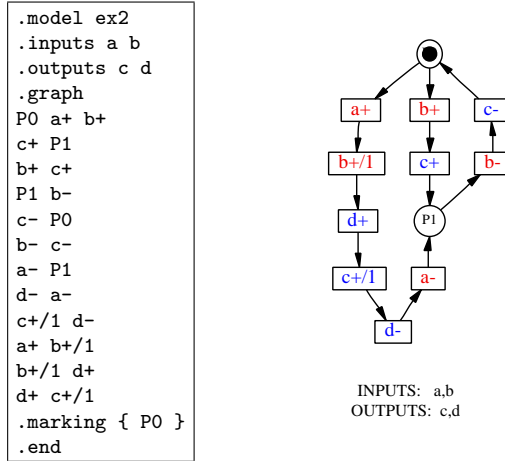 .model ex2
.inputs a b
.outputs c d
.graph
P0 a+ b+
c+ P1
b+ c+
P1 b-
c- P0
b- c-
a- P1
d- a-
c+/1 d-
a+ b+/1
b+/1 d+
d+ c+/1
.marking { P0 }
.end
a+ b+ c-
b+/1 c+ b-
d+ P1
c+/1 a-
d-
INPUTS: a,b
OUTPUTS: c,d